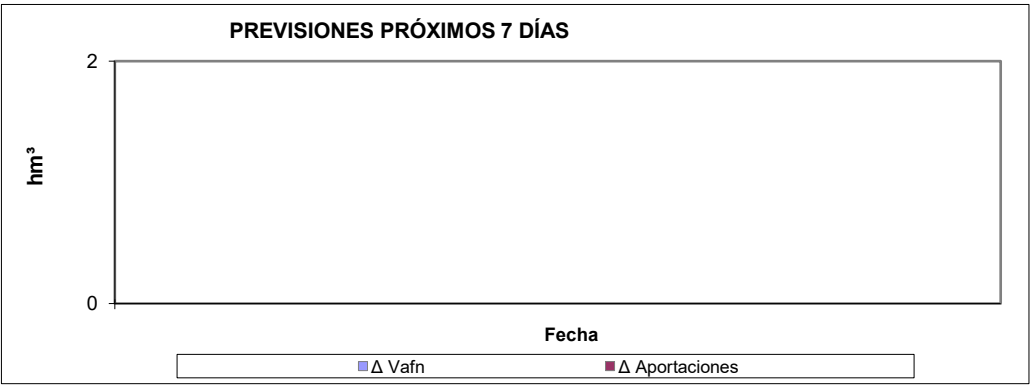 PREVISIONES PRÓXIMOS 7 DÍAS
2
hm³
0
Fecha
Δ Vafn Δ Aportaciones